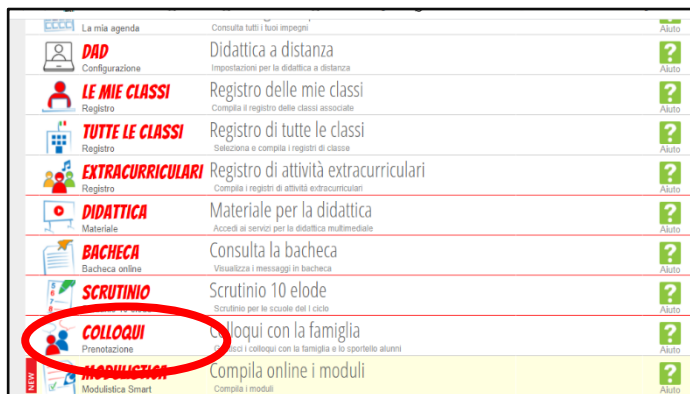 La mia agenda Consulta tutti i tuoi impegni Aiuto
DAD Didattica a distanza
Configurazione Impostazioni per la didattica a distanza Aiuto
LE MIE CLASSI Registro delle mie classi
Registro Compila il registro delle classi associate Aiuto
TUTTE LE CLASSI Registro di tutte le classi
Registro Seleziona e compila i registri di classe Aiuto
EXTRACURRICULARI Registro di attività extracurriculari
Registro Compila i registri di attività extracurriculari Aiuto
DIDATTICA Materiale per la didattica
Materiale Accedi ai servizi per la didattica multimediale Aiuto
BACHECA Consulta la bacheca
Bacheca online Visualizza i messaggi in bacheca Aiuto
SCRUTINIO Scrutinio 10 elode
Scrutinio per le scuole del I ciclo Aiuto
COLLOQUI Colloqui con la famiglia
Prenotazione i colloqui con la famiglia e lo sportello alunni Aiuto
NEW MODULISTICA Compila online i moduli
Modulistica Smart Compila i moduli Aiuto